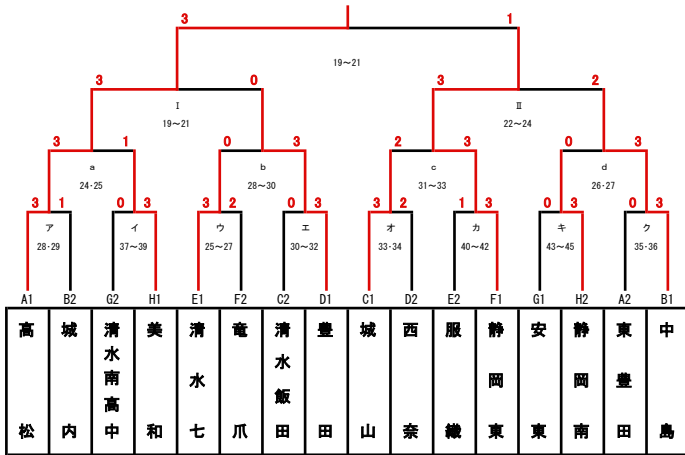 3 1
19～21
3 0 3 2
Ⅰ Ⅱ
19～21 22～24
3 1 0 3 2 3 0 3
a b c d
24･25 28～30 31～33 26･27
3 1 0 3 3 2 0 3 3 2 1 3 0 3 0 3
ア イ ウ エ オ カ キ ク
28･29 37～39 25～27 30～32 33･34 40～42 43～45 35･36
A1 B2 G2 H1 E1 F2 C2 D1 C1 D2 E2 F1 G1 H2 A2 B1
高松
城内
清水南高中
美和
清水七
竜爪
清水飯田
豊田
城山
西奈
服織
静岡東
安東
静岡南
東豊田
中島